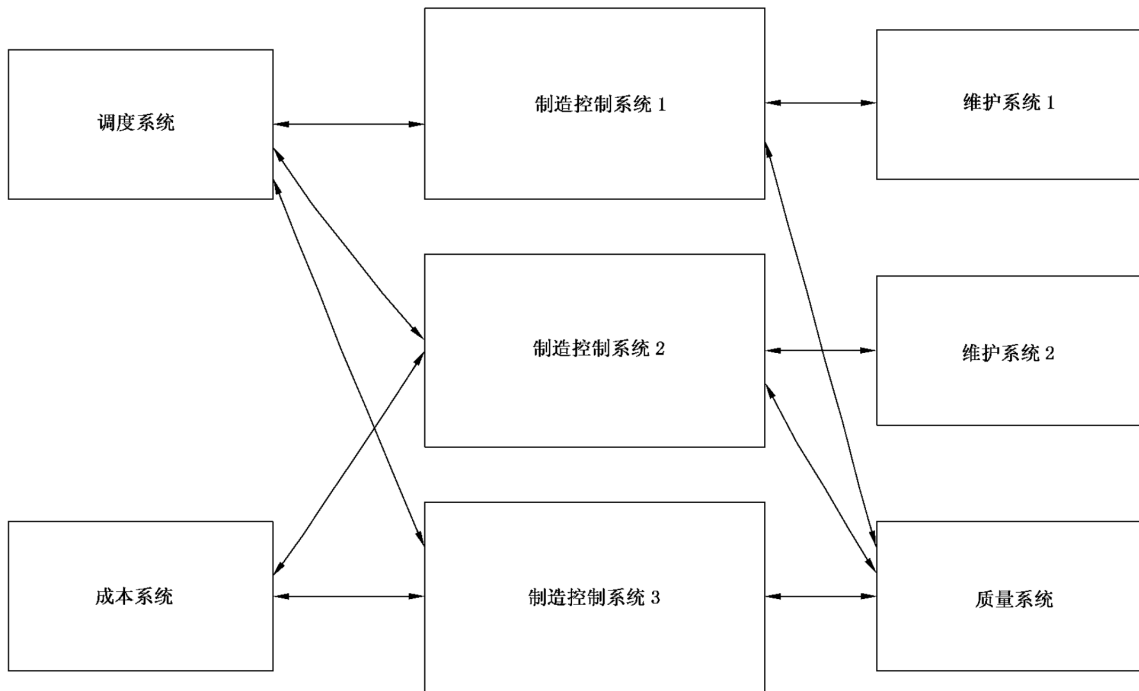 调度系统
制造控制系统 1
维护系统 1
制造控制系统 2
维护系统 2
成本系统
制造控制系统 3
质量系统